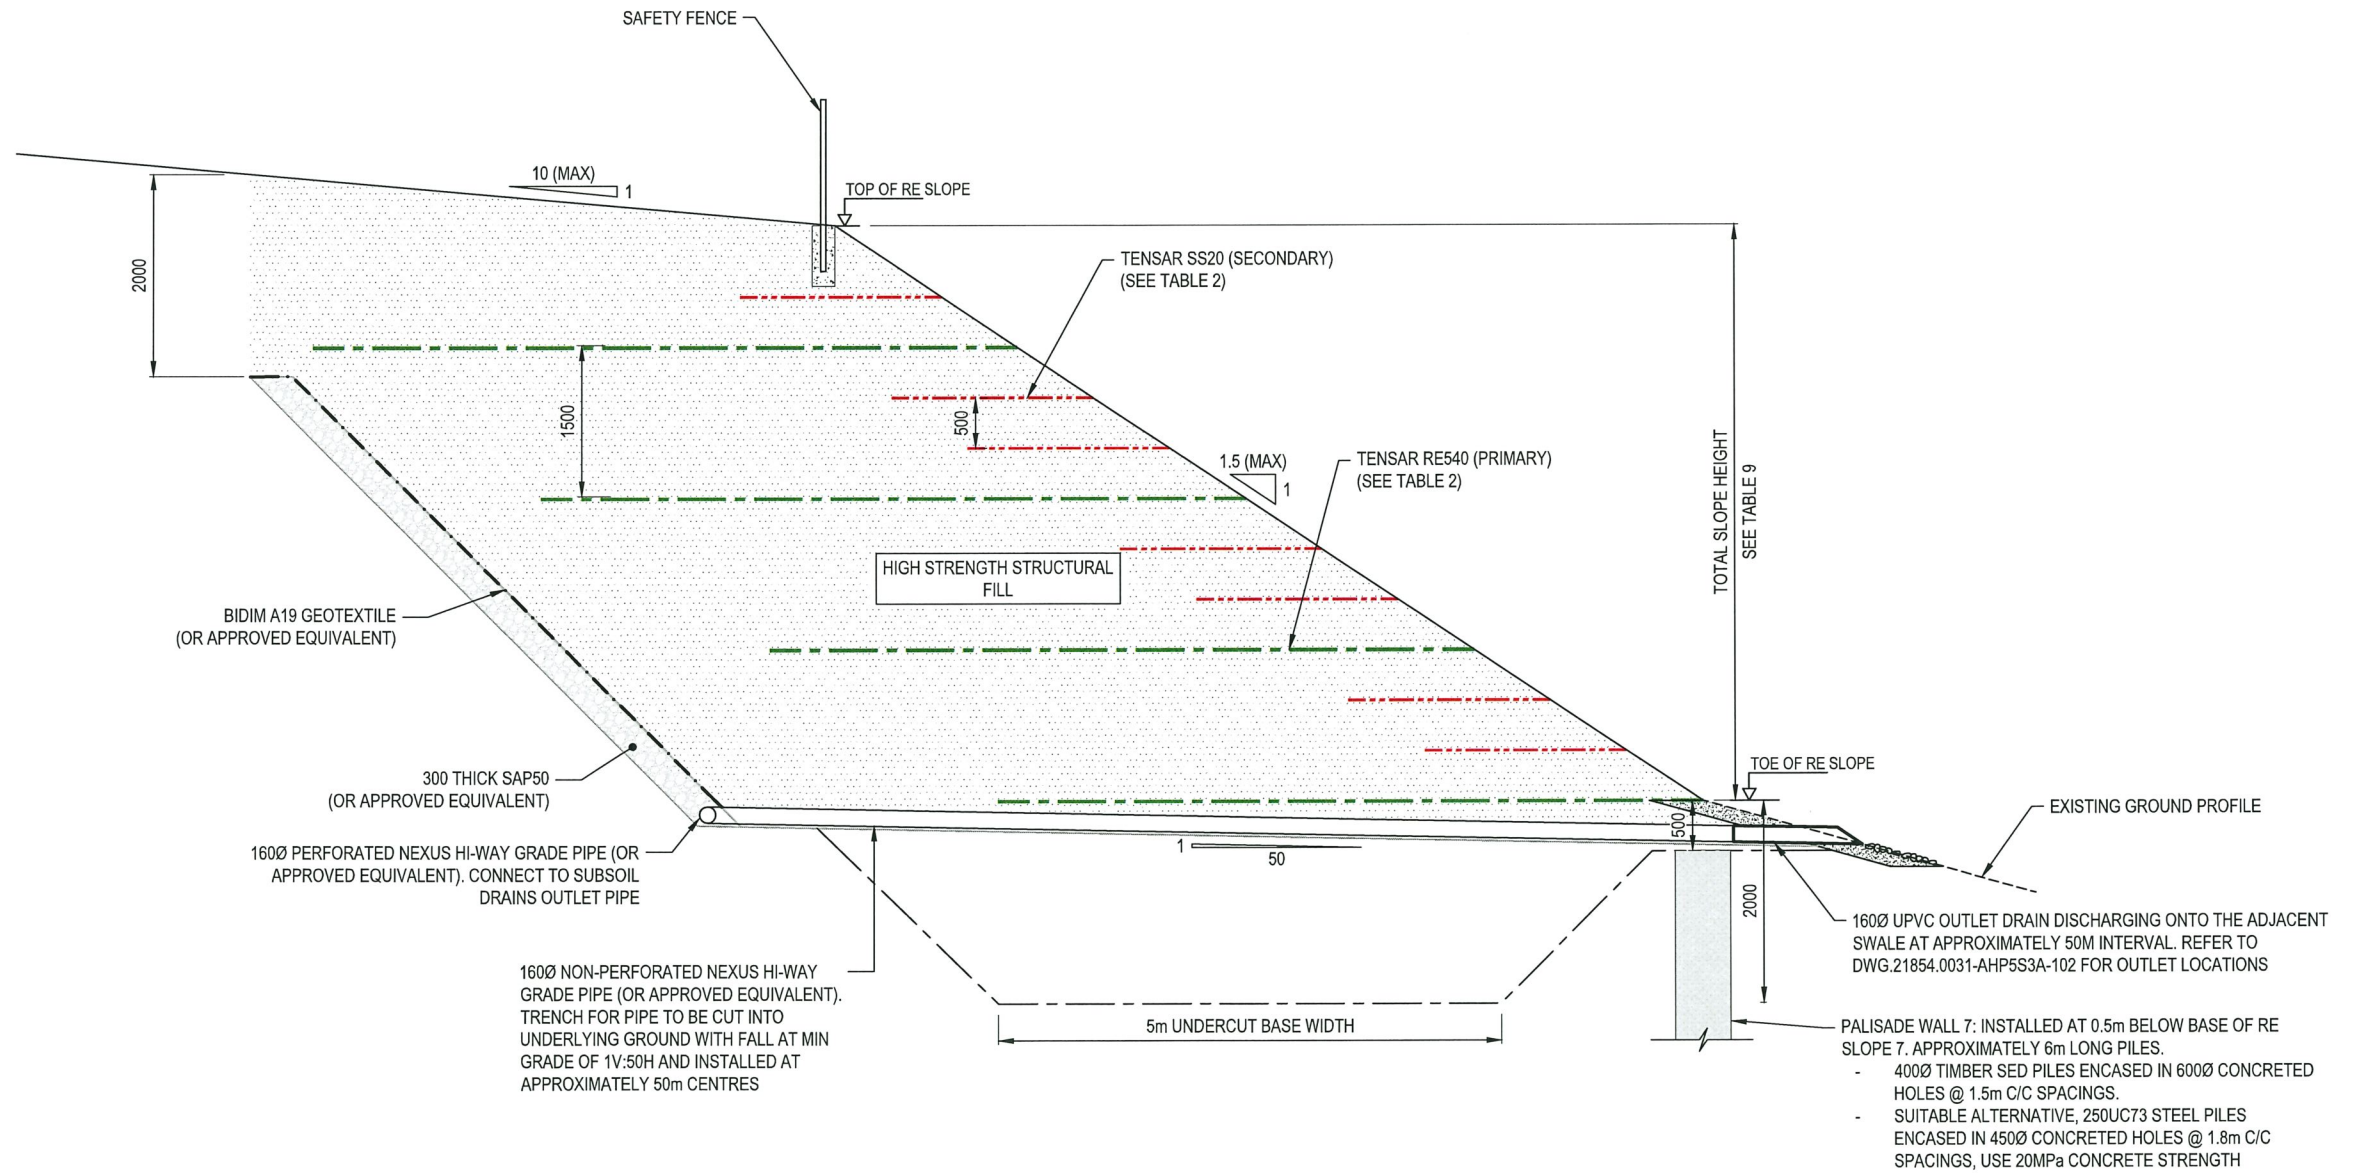 SAFETY FENCE
10 (MAX)
1
TOP OF RE SLOPE
2000
TENSAR SS20 (SECONDARY)
(SEE TABLE 2)
1500
500
1.5 (MAX)
1
TENSAR RE540 (PRIMARY)
(SEE TABLE 2)
TOTAL SLOPE HEIGHT
SEE TABLE 9
HIGH STRENGTH STRUCTURAL
FILL
BIDIM A19 GEOTEXTILE
(OR APPROVED EQUIVALENT)
300 THICK SAP50
(OR APPROVED EQUIVALENT)
TOE OF RE SLOPE
EXISTING GROUND PROFILE
500
1
50
160Ø PERFORATED NEXUS HI-WAY GRADE PIPE (OR
APPROVED EQUIVALENT). CONNECT TO SUBSOIL
DRAINS OUTLET PIPE
2000
160Ø UPVC OUTLET DRAIN DISCHARGING ONTO THE ADJACENT
SWALE AT APPROXIMATELY 50M INTERVAL. REFER TO
DWG.21854.0031-AHP5S3A-102 FOR OUTLET LOCATIONS
160Ø NON-PERFORATED NEXUS HI-WAY
GRADE PIPE (OR APPROVED EQUIVALENT).
TRENCH FOR PIPE TO BE CUT INTO
UNDERLYING GROUND WITH FALL AT MIN
GRADE OF 1V:50H AND INSTALLED AT
APPROXIMATELY 50m CENTRES
5m UNDERCUT BASE WIDTH
PALISADE WALL 7: INSTALLED AT 0.5m BELOW BASE OF RE
SLOPE 7. APPROXIMATELY 6m LONG PILES.
- 400Ø TIMBER SED PILES ENCASED IN 600Ø CONCRETED
HOLES @ 1.5m C/C SPACINGS.
- SUITABLE ALTERNATIVE, 250UC73 STEEL PILES
ENCASED IN 450Ø CONCRETED HOLES @ 1.8m C/C
SPACINGS, USE 20MPa CONCRETE STRENGTH